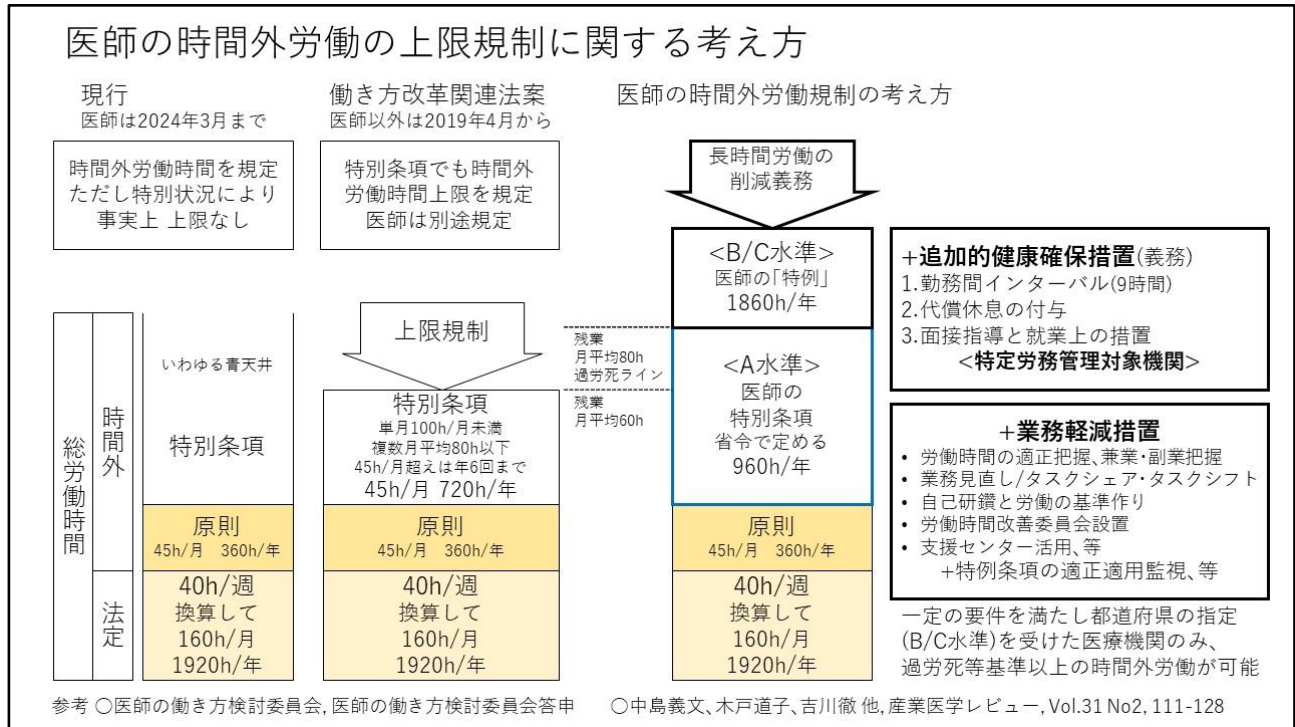 医師の時間外労働の上限規制に関する考え方
現行
医師は2024年3月まで
時間外労働時間を規定
ただし特別状況により
事実上 上限なし
働き方改革関連法案
医師以外は2019年4月から
特別条項でも時間外
労働時間上限を規定
医師は別途規定
医師の時間外労働規制の考え方
長時間労働の
削減義務
総労働時間
時間外
法定
いわゆる青天井
特別条項
原則
45h/月 360h/年
40h/週
換算して
160h/月
1920h/年
上限規制
特別条項
単月100h/月未満
複数月平均80h以下
45h/月超えは年6回まで
45h/月 720h/年
原則
45h/月 360h/年
40h/週
換算して
160h/月
1920h/年
残業
月平均80h
過労死ライン
残業
月平均60h
<B/C水準>
医師の「特例」
1860h/年
<A水準>
医師の
特別条項
省令で定める
960h/年
原則
45h/月 360h/年
40h/週
換算して
160h/月
1920h/年
+追加的健康確保措置(義務)
1.勤務間インターバル(9時間)
2.代償休息の付与
3.面接指導と就業上の措置
<特定労務管理対象機関>
+業務軽減措置
• 労働時間の適正把握、兼業・副業把握
• 業務見直し/タスクシェア・タスクシフト
• 自己研鑽と労働の基準作り
• 労働時間改善委員会設置
• 支援センター活用、等
+特例条項の適正適用監視、等
一定の要件を満たし都道府県の指定
(B/C水準)を受けた医療機関のみ、
過労死等基準以上の時間外労働が可能
参考 〇医師の働き方検討委員会, 医師の働き方検討委員会答申 〇中島義文、木戸道子、吉川徹 他, 産業医学レビュー, Vol.31 No2, 111-128